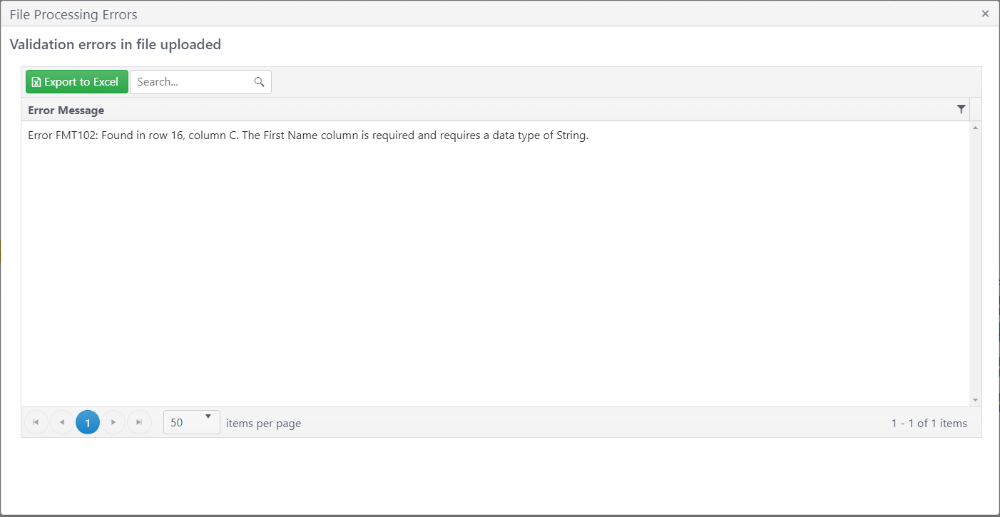 File Processing Errors
Validation errors in file uploaded
Export to Excel Search...
Error Message
Error FMT102: Found in row 16, column C. The First Name column is required and requires a data type of String.
1 50 items per page 1 - 1 of 1 items